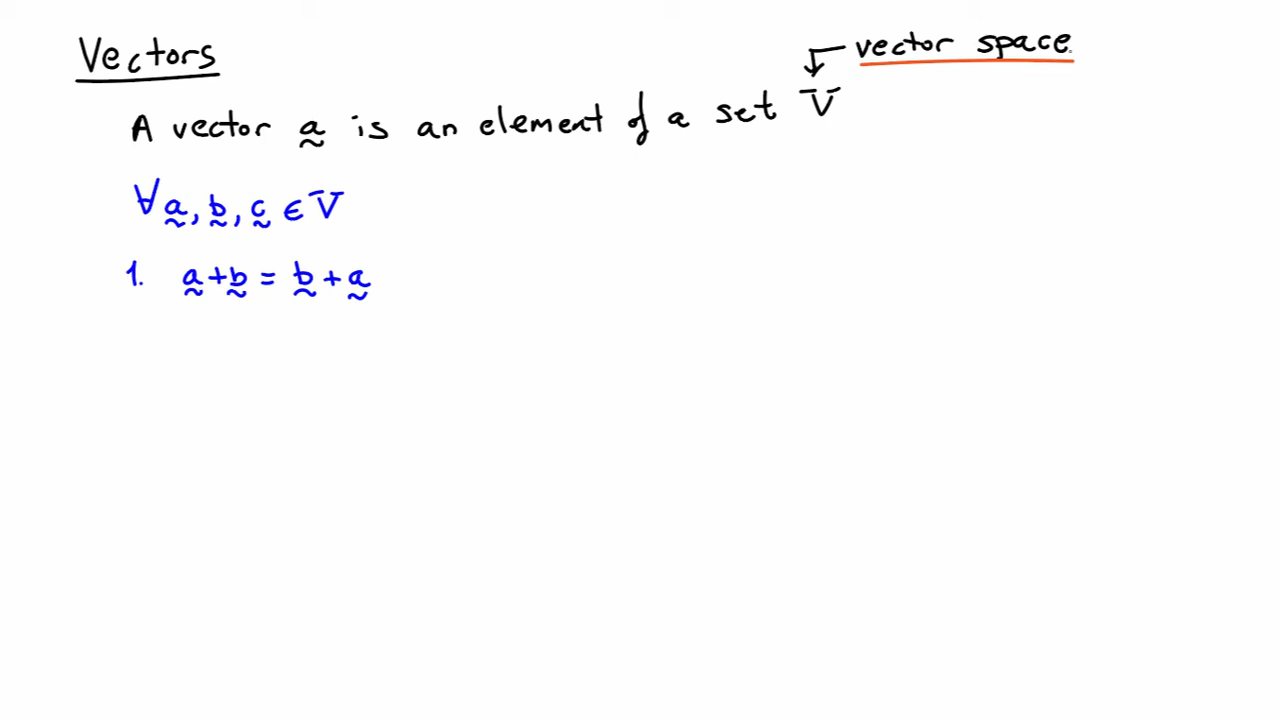 Vectors
vector space.
A vector a̰ is an element of a set V
∀ a̰, b̰, c̰ ∈ V
1. a̰ + b̰ = b̰ + a̰